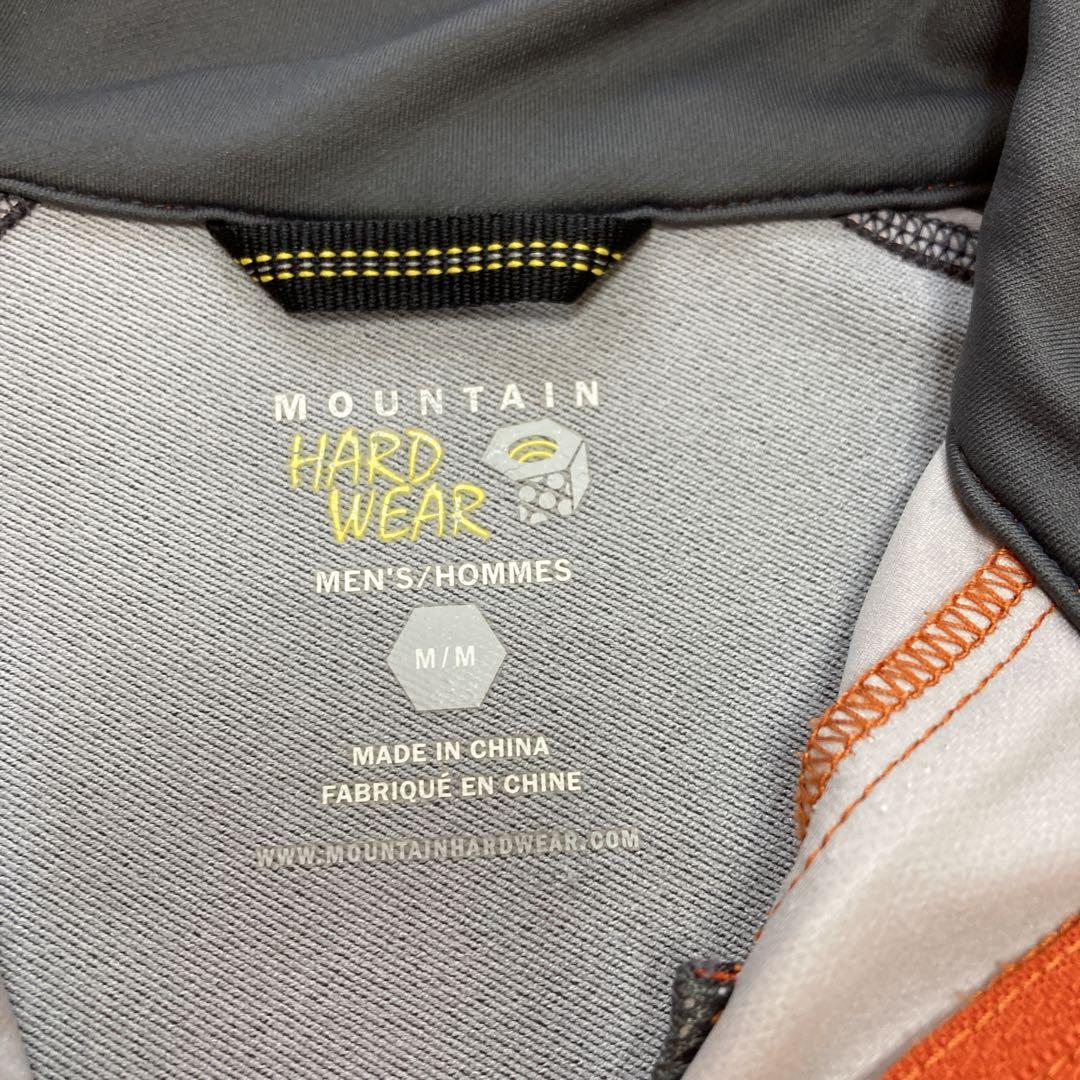 MOUNTAIN
HARD
WEAR
MEN'S/HOMMES
M/M
MADE IN CHINA
FABRIQUÉ EN CHINE
WWW.MOUNTAINHARDWEAR.COM